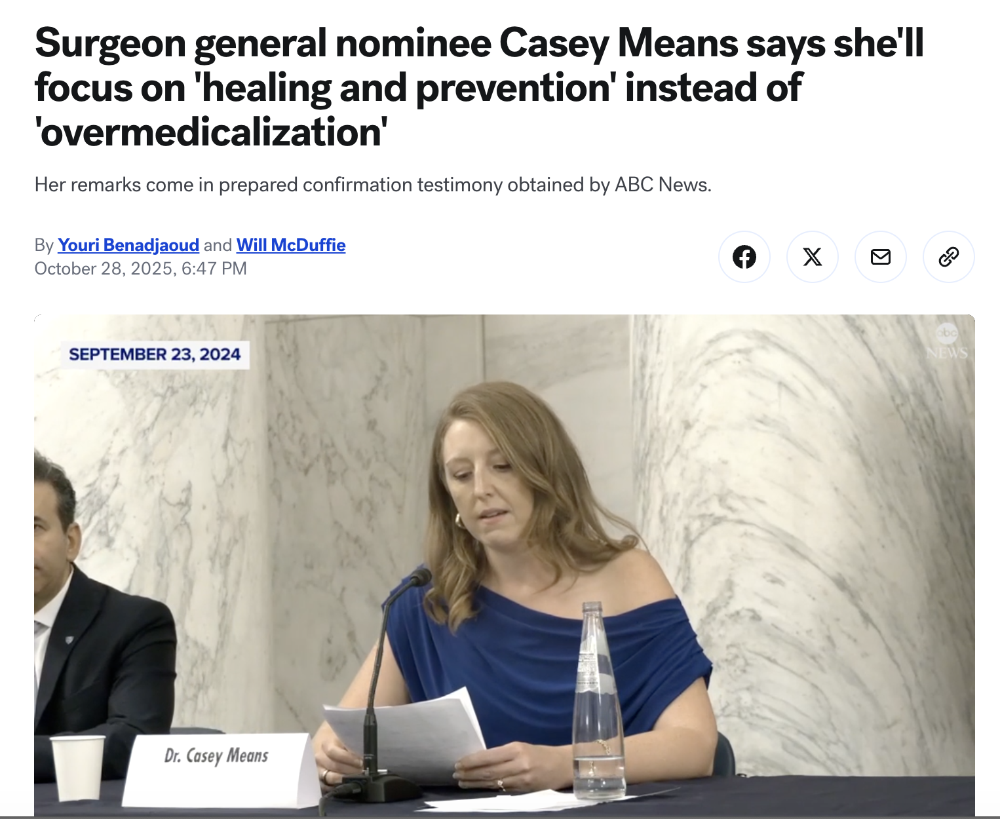 Surgeon general nominee Casey Means says she'll
focus on 'healing and prevention' instead of
'overmedicalization'
Her remarks come in prepared confirmation testimony obtained by ABC News.
By Youri Benadjaoud and Will McDuffie
October 28, 2025, 6:47 PM
SEPTEMBER 23, 2024
abc
NEWS
Dr. Casey Means